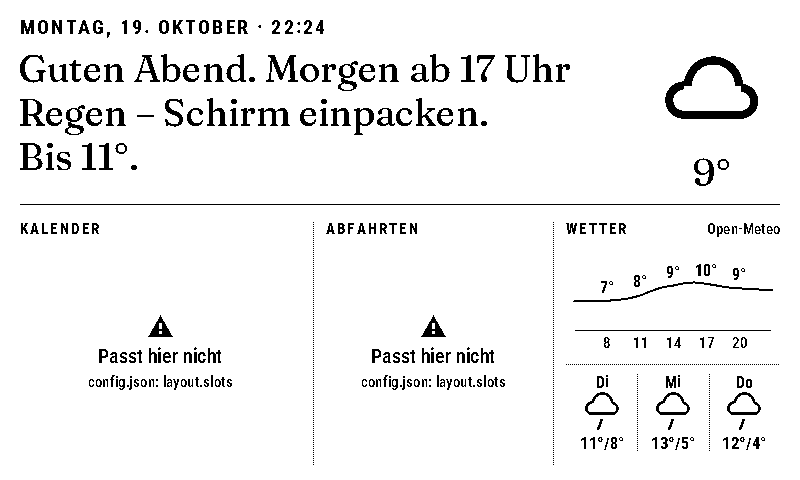 MONTAG, 19. OKTOBER · 22:24
Guten Abend. Morgen ab 17 Uhr
Regen – Schirm einpacken.
Bis 11°.
9°
KALENDER
Passt hier nicht
config.json: layout.slots
ABFAHRTEN
Passt hier nicht
config.json: layout.slots
WETTER Open-Meteo
7° 8° 9° 10° 9°
8 11 14 17 20
Di Mi Do
11°/8° 13°/5° 12°/4°